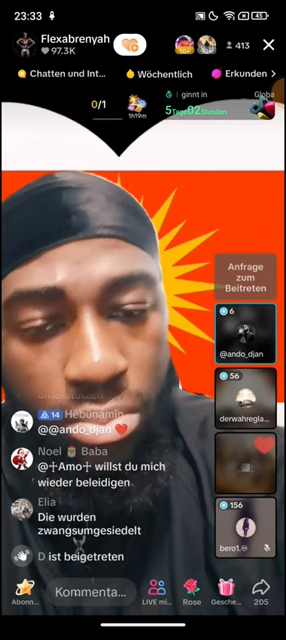 23:33
45
Flexabrenyah
97.3K
413
Chatten und Int...
Wöchentlich
Erkunden
0/1
1h19m
ginnt in
5Tage02Stunden
Globa
Anfrage
zum
Beitreten
6
@ando_djan
56
derwahregla...
156
bero1.
14 Hebunamin
@@ando_djan ❤️
Noel Baba
@☩Amo☩ willst du mich
wieder beleidigen
Elia
Die wurden
zwangsumgesiedelt
D ist beigetreten
Abonn...
Kommenta...
LIVE mi...
Rose
Gesche...
205